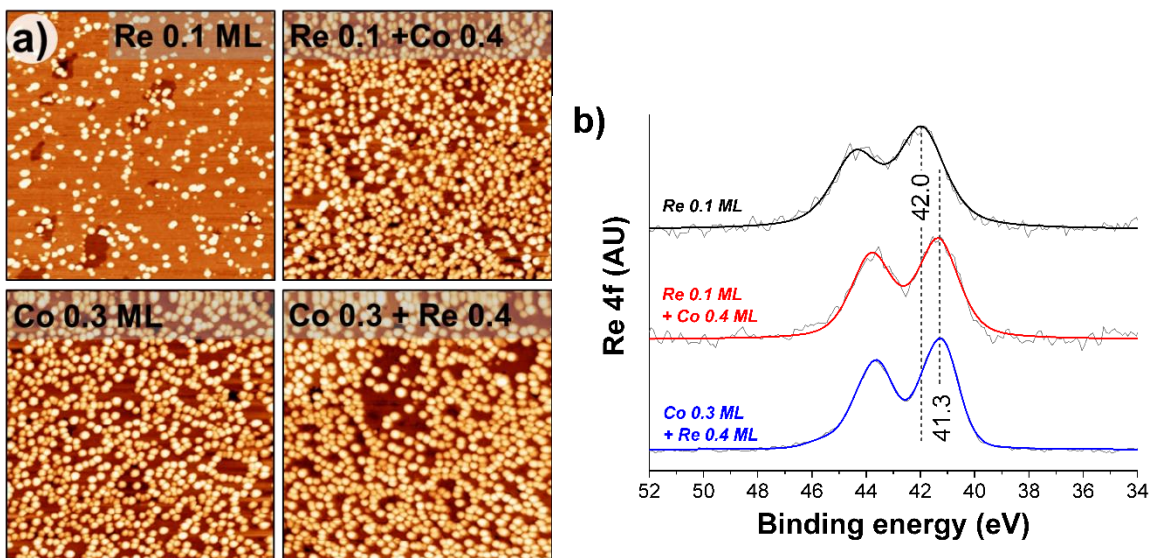 a)
Re 0.1 ML
Re 0.1 +Co 0.4
Co 0.3 ML
Co 0.3 + Re 0.4
b)
Re 4f (AU)
Re 0.1 ML
Re 0.1 ML
+ Co 0.4 ML
Co 0.3 ML
+ Re 0.4 ML
42.0
41.3
52 50 48 46 44 42 40 38 36 34
Binding energy (eV)